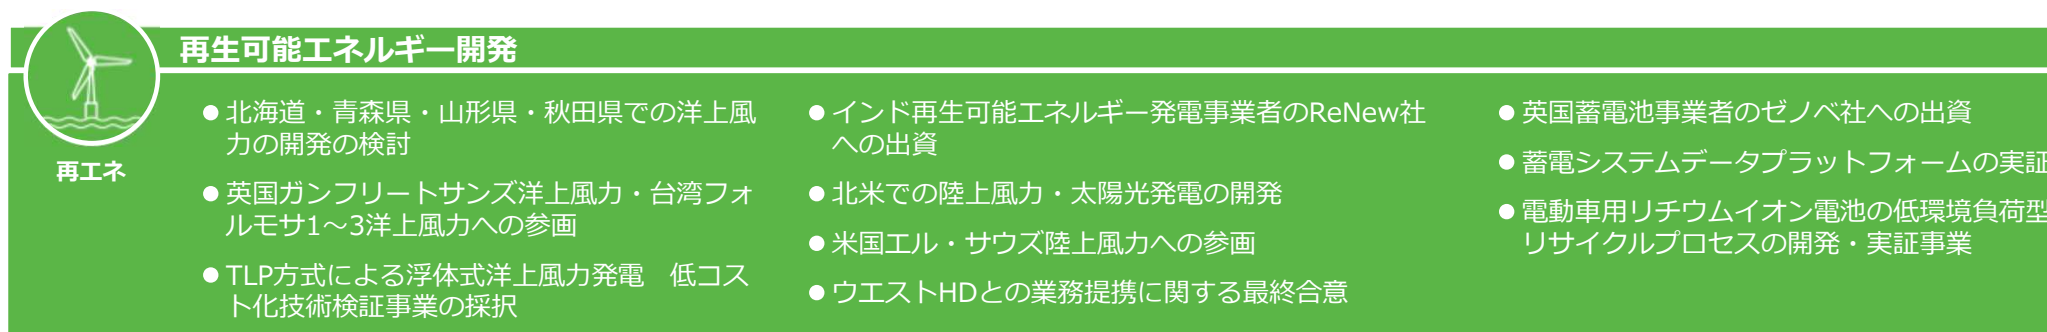 再生可能エネルギー開発
再エネ
●北海道・青森県・山形県・秋田県での洋上風
力の開発の検討
●英国ガンフリートサンズ洋上風力・台湾フォ
ルモサ1～3洋上風力への参画
●TLP方式による浮体式洋上風力発電　低コス
ト化技術検証事業の採択
●インド再生可能エネルギー発電事業者のReNew社
への出資
●北米での陸上風力・太陽光発電の開発
●米国エル・サウズ陸上風力への参画
●ウエストHDとの業務提携に関する最終合意
●英国蓄電池事業者のゼノベ社への出資
●蓄電システムデータプラットフォームの実証
●電動車用リチウムイオン電池の低環境負荷型
リサイクルプロセスの開発・実証事業